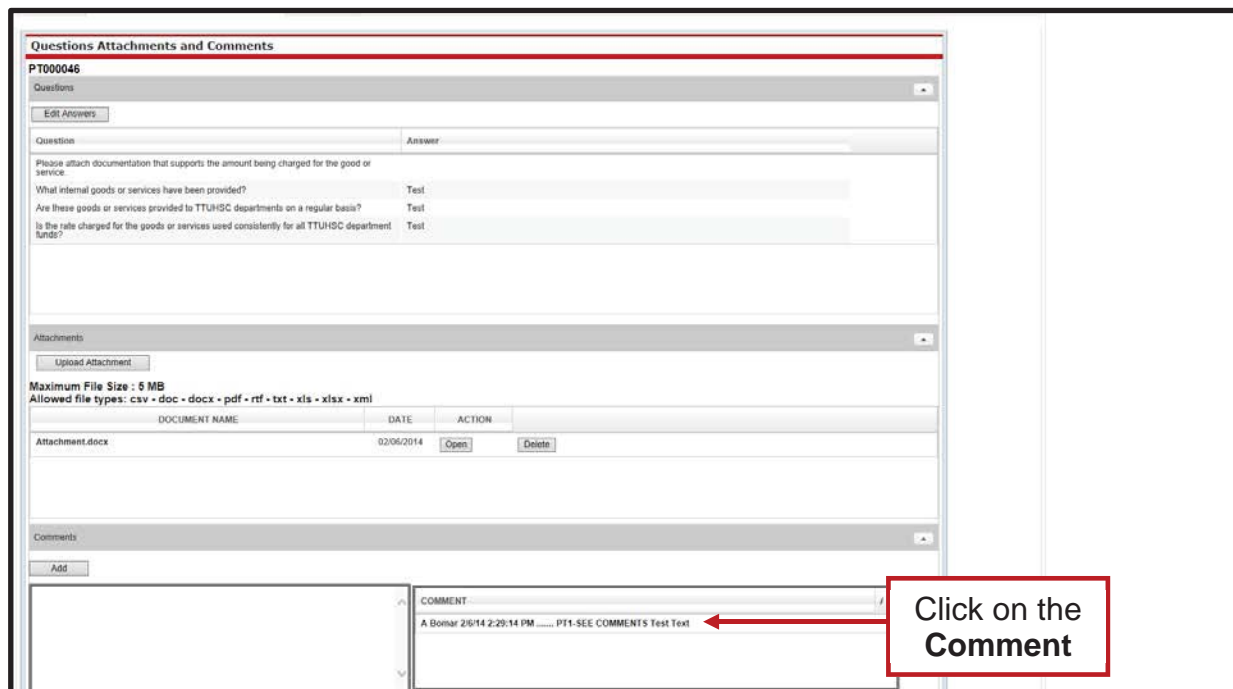 Questions Attachments and Comments
PT000046
Questions
Edit Answers
Question Answer
Please attach documentation that supports the amount being charged for the good or
service.
What internal goods or services have been provided? Test
Are these goods or services provided to TTUHSC departments on a regular basis? Test
Is the rate charged for the goods or services used consistently for all TTUHSC department Test
funds?
Attachments
Upload Attachment
Maximum File Size : 5 MB
Allowed file types: csv - doc - docx - pdf - rtf - txt - xls - xlsx - xml
DOCUMENT NAME DATE ACTION
Attachment.docx 02/06/2014 Open Delete
Comments
Add
COMMENT
A Bomar 2/6/14 2:29:14 PM ....... PT1-SEE COMMENTS Test Text
Click on the
Comment